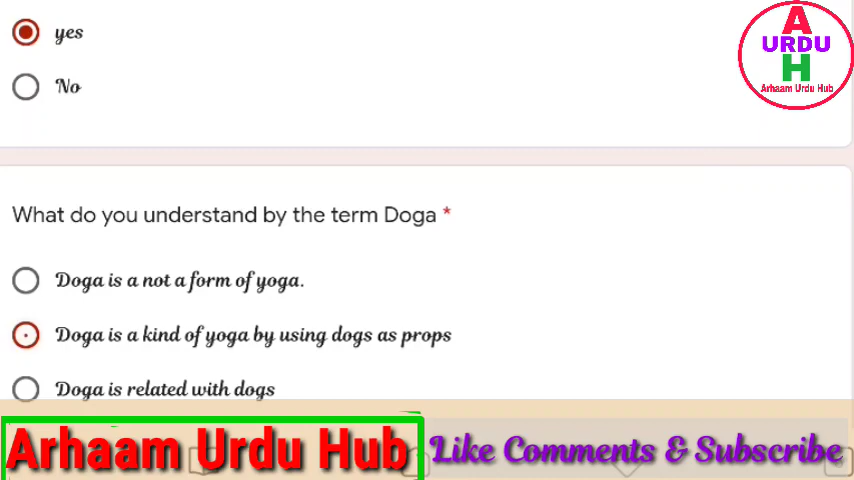 yes
A
URDU
H
Arhaam Urdu Hub
No
What do you understand by the term Doga *
Doga is a not a form of yoga.
Doga is a kind of yoga by using dogs as props
Doga is related with dogs
Arhaam Urdu Hub
Like Comments & Subscribe